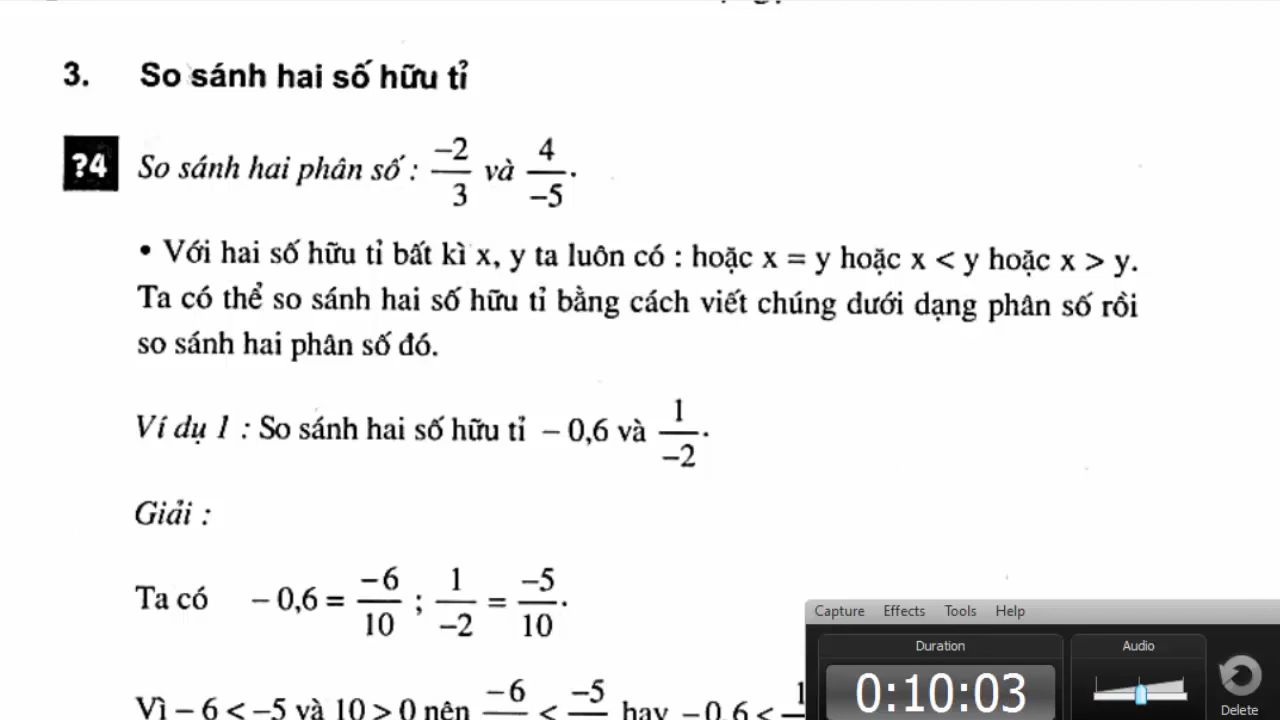 3. So sánh hai số hữu tỉ
?4 So sánh hai phân số : -2/3 và 4/-5.
• Với hai số hữu tỉ bất kì x, y ta luôn có : hoặc x = y hoặc x < y hoặc x > y.
Ta có thể so sánh hai số hữu tỉ bằng cách viết chúng dưới dạng phân số rồi
so sánh hai phân số đó.
Ví dụ 1 : So sánh hai số hữu tỉ – 0,6 và 1/-2.
Giải :
Ta có – 0,6 = -6/10 ; 1/-2 = -5/10.
Vì – 6 < –5 và 10 > 0 nên -6 < -5 hay – 0,6 < 1
Capture Effects Tools Help
Duration Audio
0:10:03
Delete